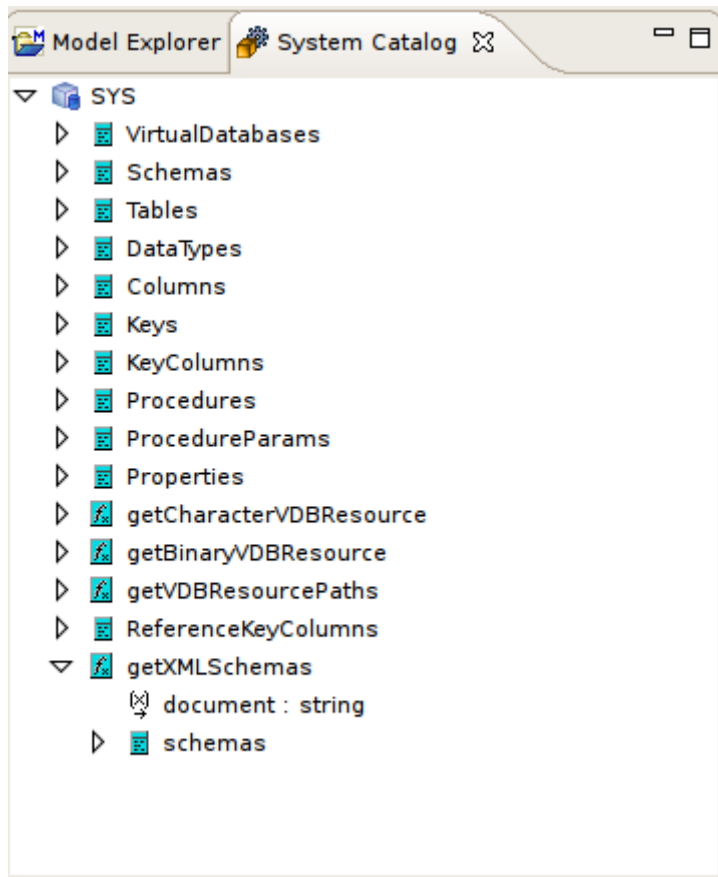 Model Explorer System Catalog
SYS
VirtualDatabases
Schemas
Tables
DataTypes
Columns
Keys
KeyColumns
Procedures
ProcedureParams
Properties
getCharacterVDBResource
getBinaryVDBResource
getVDBResourcePaths
ReferenceKeyColumns
getXMLSchemas
document : string
schemas